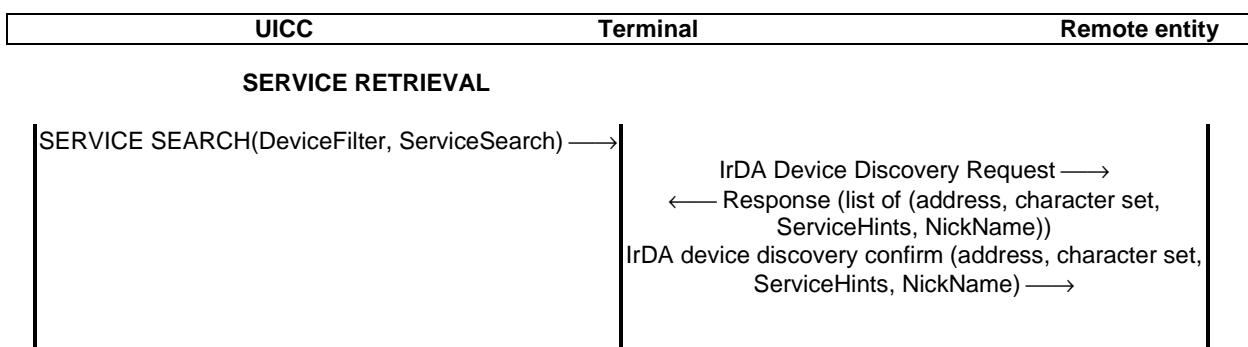 UICC Terminal Remote entity
SERVICE RETRIEVAL
SERVICE SEARCH(DeviceFilter, ServiceSearch) ⟶
IrDA Device Discovery Request ⟶
⟵ Response (list of (address, character set,
ServiceHints, NickName))
IrDA device discovery confirm (address, character set,
ServiceHints, NickName) ⟶